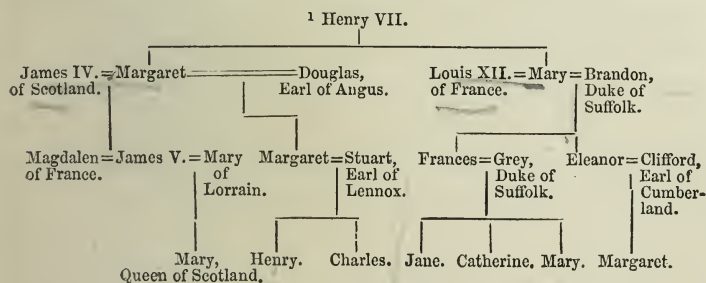 1 Henry VII.
James IV.=Margaret=Douglas, Louis XII.=Mary=Brandon,
of Scotland. Earl of Angus. of France. Duke of
Suffolk.
Magdalen=James V.=Mary Margaret=Stuart, Frances=Grey, Eleanor=Clifford,
of France. of Earl of Duke of Earl of
Lorrain. Lennox. Suffolk. Cumber-
land.
Mary, Henry. Charles. Jane. Catherine. Mary. Margaret.
Queen of Scotland.